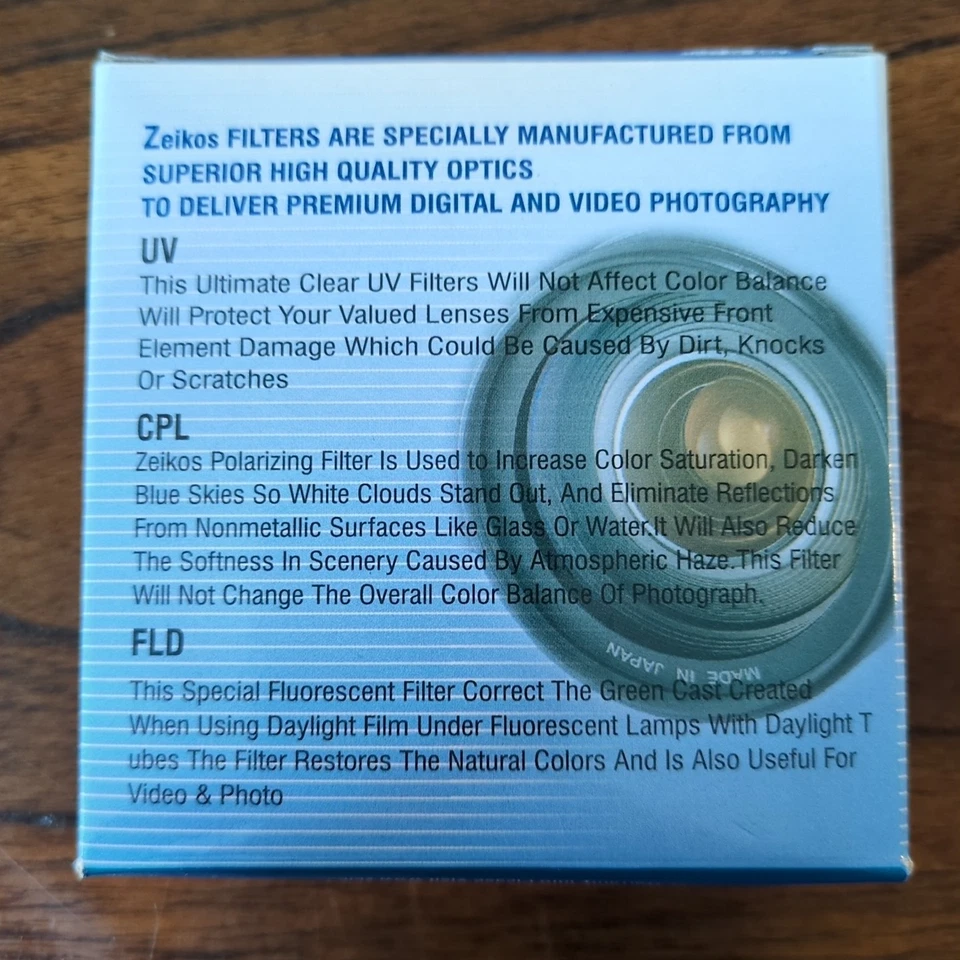 Zeikos FILTERS ARE SPECIALLY MANUFACTURED FROM
SUPERIOR HIGH QUALITY OPTICS
TO DELIVER PREMIUM DIGITAL AND VIDEO PHOTOGRAPHY
UV
This Ultimate Clear UV Filters Will Not Affect Color Balance
Will Protect Your Valued Lenses From Expensive Front
Element Damage Which Could Be Caused By Dirt, Knocks
Or Scratches
CPL
Zeikos Polarizing Filter Is Used to Increase Color Saturation, Darken
Blue Skies So White Clouds Stand Out, And Eliminate Reflections
From Nonmetallic Surfaces Like Glass Or Water.It Will Also Reduce
The Softness In Scenery Caused By Atmospheric Haze.This Filter
Will Not Change The Overall Color Balance Of Photograph.
FLD
MADE IN JAPAN
This Special Fluorescent Filter Correct The Green Cast Created
When Using Daylight Film Under Fluorescent Lamps With Daylight T
ubes The Filter Restores The Natural Colors And Is Also Useful For
Video & Photo